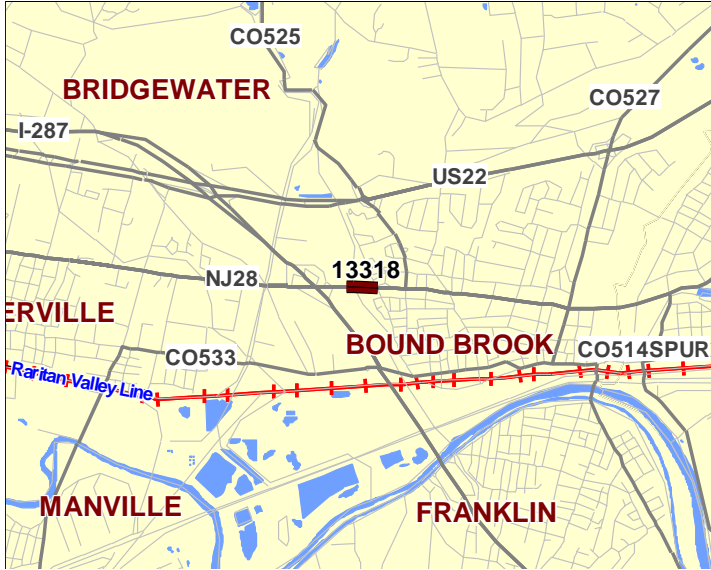 CO525
BRIDGEWATER
CO527
I-287
US22
13318
NJ28
ERVILLE
BOUND BROOK
CO533
CO514SPUR
Raritan Valley Line
MANVILLE
FRANKLIN